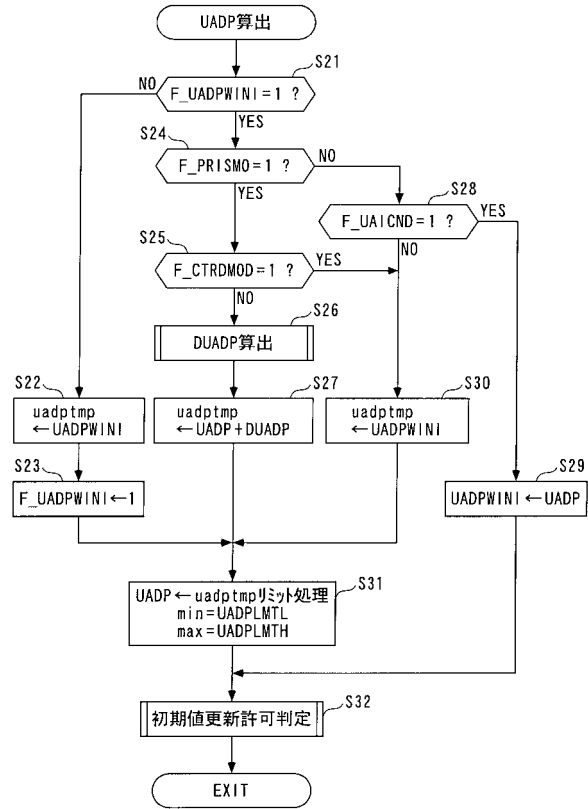 UADP算出
S21
F_UADPWINI=1 ?
NO
YES
S24
F_PRISMO=1 ?
NO
YES
S28
F_UAICND=1 ?
YES
NO
S25
F_CTRDMOD=1 ?
YES
NO
S26
DUADP算出
S22
uadptmp
←UADPWINI
S27
uadptmp
←UADP+DUADP
S30
uadptmp
←UADPWINI
S23
F_UADPWINI←1
S29
UADPWINI←UADP
S31
UADP←uadptmpリミット処理
min=UADPLMTL
max=UADPLMTH
S32
初期値更新許可判定
EXIT